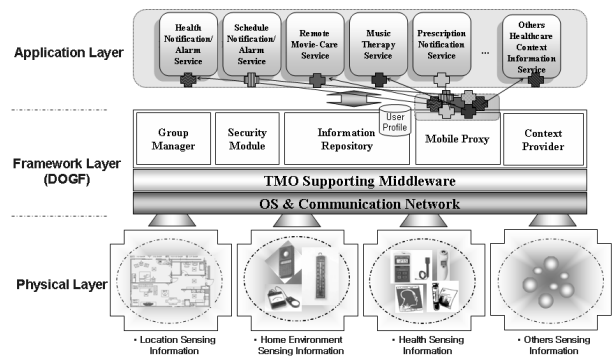 Application Layer
Health
Notification/
Alarm
Service
Schedule
Notification/
Alarm
Service
Remote
Movie-Care
Service
Music
Therapy
Service
Prescription
Notification
Service
...
Others
Healthcare
Context
Information
Service
Framework Layer
(DOGF)
Group
Manager
Security
Module
Information
Repository
User
Profile
Mobile Proxy
Context
Provider
TMO Supporting Middleware
OS & Communication Network
Physical Layer
• Location Sensing
Information
• Home Environment
Sensing Information
• Health Sensing
Information
• Others Sensing
Information